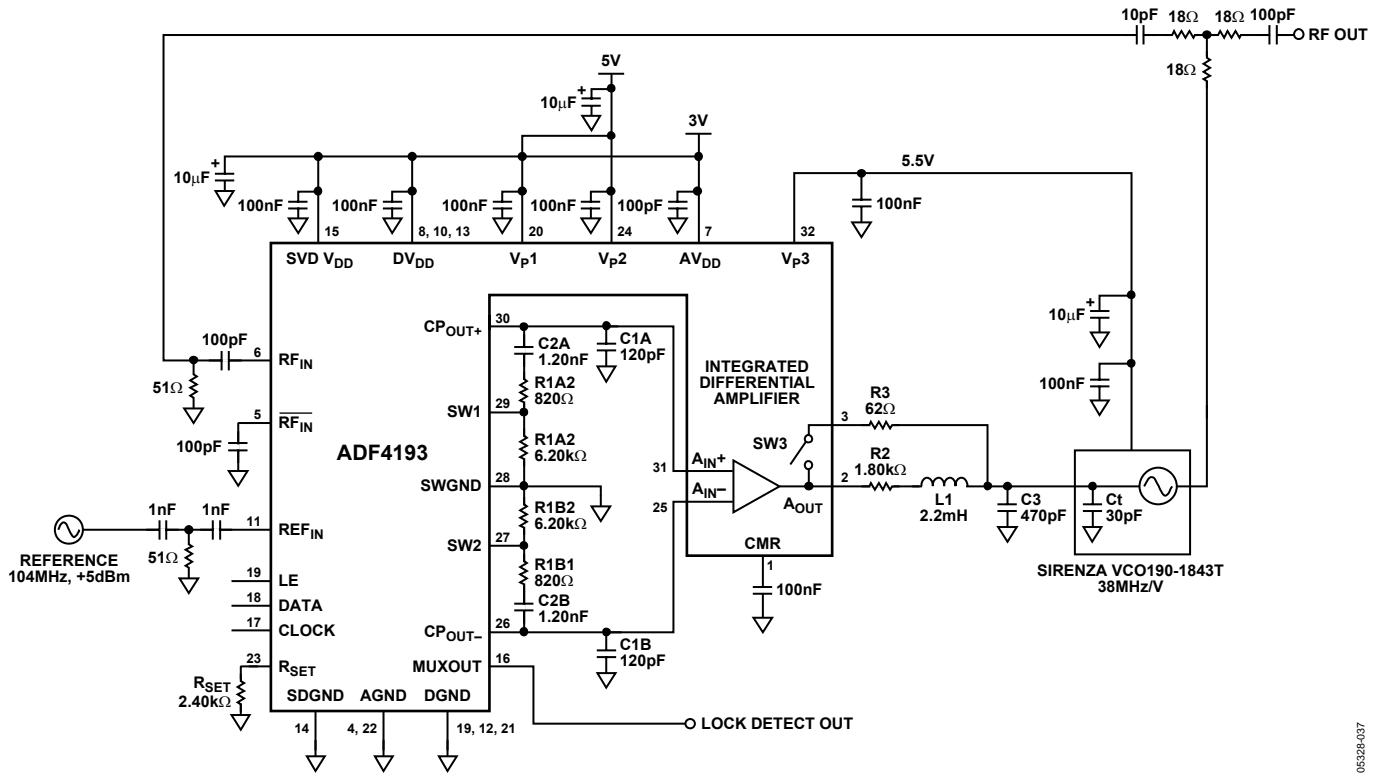 10pF
18Ω
18Ω
100pF
RF OUT
18Ω
5V
10µF
+
3V
10µF
+
5.5V
100nF
100nF
100nF
100nF
100pF
100nF
15
8, 10, 13
20
24
7
32
SVD VDD
DVDD
VP1
VP2
AVDD
VP3
10µF
+
100nF
100pF
6
RFIN
51Ω
5
RFIN
100pF
ADF4193
CPOUT+
30
C2A
1.20nF
C1A
120pF
R1A2
820Ω
SW1
29
R1A2
6.20kΩ
SWGND
28
R1B2
6.20kΩ
SW2
27
R1B1
820Ω
C2B
1.20nF
CPOUT–
26
C1B
120pF
MUXOUT
16
LOCK DETECT OUT
INTEGRATED
DIFFERENTIAL
AMPLIFIER
SW3
3
R3
62Ω
31
AIN+
AIN–
25
AOUT
2
R2
1.80kΩ
L1
2.2mH
C3
470pF
Ct
30pF
CMR
1
100nF
SIRENZA VCO190-1843T
38MHz/V
1nF
1nF
11
REFIN
51Ω
REFERENCE
104MHz, +5dBm
19
LE
18
DATA
17
CLOCK
23
RSET
RSET
2.40kΩ
SDGND
AGND
DGND
14
4, 22
19, 12, 21
05328-037